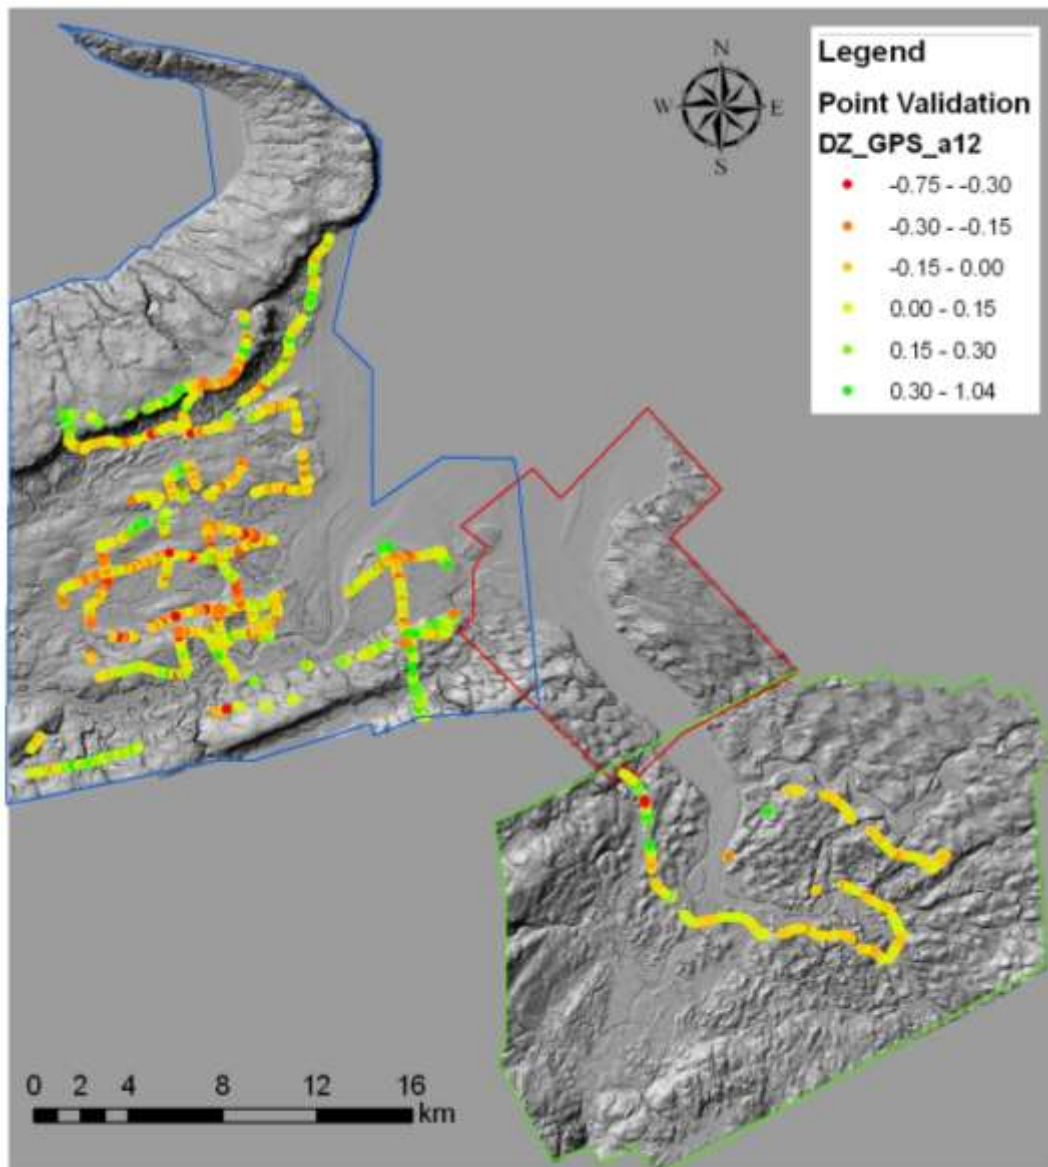 Legend
Point Validation
DZ_GPS_a12
-0.75 - -0.30
-0.30 - -0.15
-0.15 - 0.00
0.00 - 0.15
0.15 - 0.30
0.30 - 1.04
N
W E
S
0 2 4 8 12 16
km